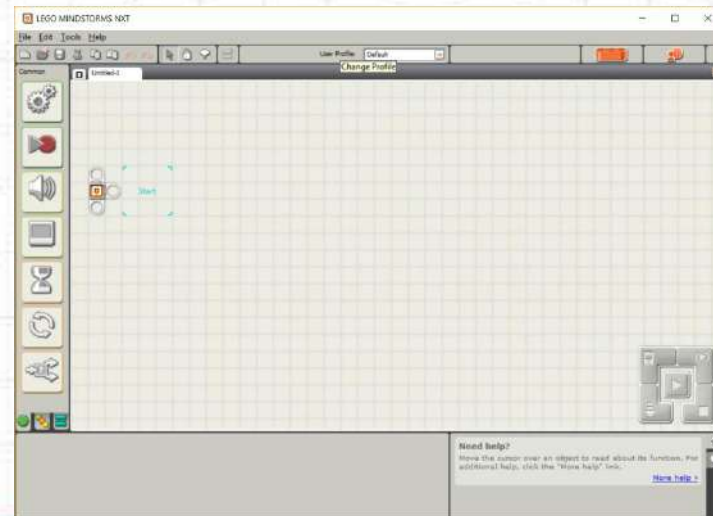 LEGO MINDSTORMS NXT
File Edit Tools Help
User Profile: Default
Change Profile
Common
Untitled-1
Start
Need help?
Move the cursor over an object to read about its function. For
additional help, click the "More help" link.
More help »